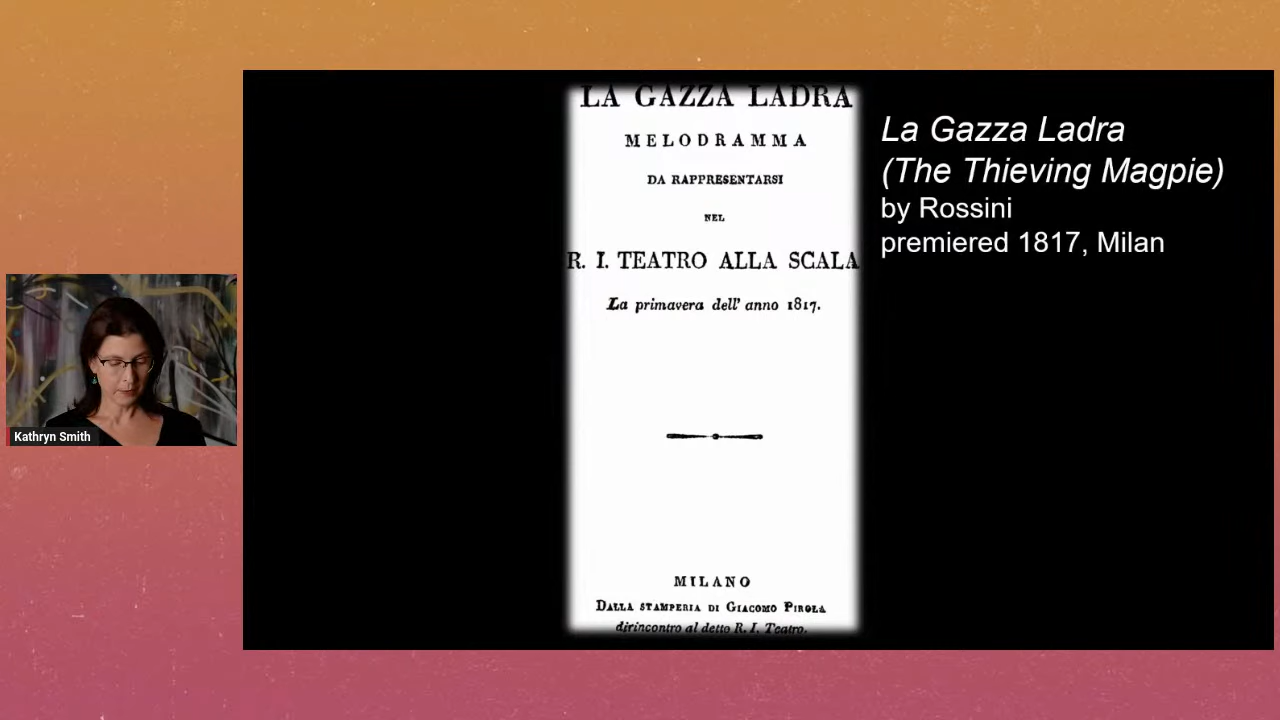 LA GAZZA LADRA
MELODRAMMA
DA RAPPRESENTARSI
NEL
R. I. TEATRO ALLA SCALA
La primavera dell' anno 1817.
MILANO
DALLA STAMPERIA DI GIACOMO PIROLA
dirincontro al detto R. I. Teatro.
La Gazza Ladra
(The Thieving Magpie)
by Rossini
premiered 1817, Milan
Kathryn Smith